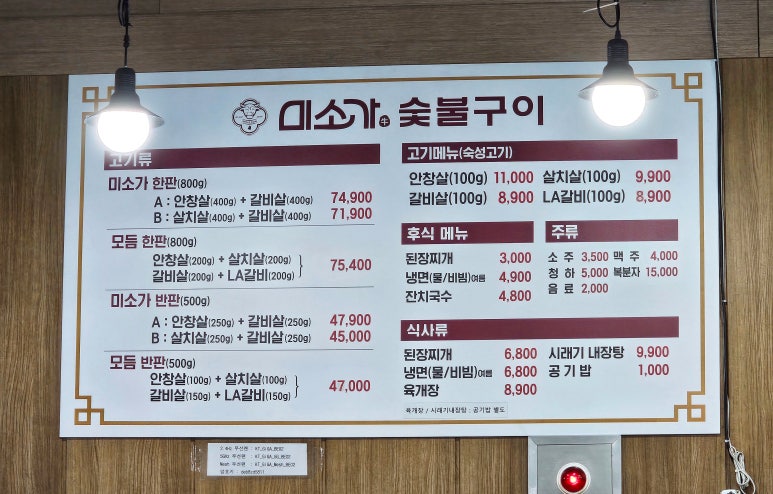 미소가 牛 숯불구이
고기류
미소가 한판(800g)
A : 안창살(400g) + 갈비살(400g) 74,900
B : 살치살(400g) + 갈비살(400g) 71,900
모듬 한판(800g)
안창살(200g) + 살치살(200g)
갈비살(200g) + LA갈비(200g)
75,400
미소가 반판(500g)
A : 안창살(250g) + 갈비살(250g) 47,900
B : 살치살(250g) + 갈비살(250g) 45,000
모듬 반판(500g)
안창살(100g) + 살치살(100g)
갈비살(150g) + LA갈비(150g)
47,000
고기메뉴(숙성고기)
안창살(100g) 11,000 살치살(100g) 9,900
갈비살(100g) 8,900 LA갈비(100g) 8,900
후식 메뉴
된장찌개 3,000
냉면(물/비빔)여름 4,900
잔치국수 4,800
주류
소 주 3,500 맥 주 4,000
청 하 5,000 복분자 15,000
음 료 2,000
식사류
된장찌개 6,800 시래기 내장탕 9,900
냉면(물/비빔)여름 6,800 공 기 밥 1,000
육개장 8,900
육개장 / 시래기내장탕 : 공기밥 별도